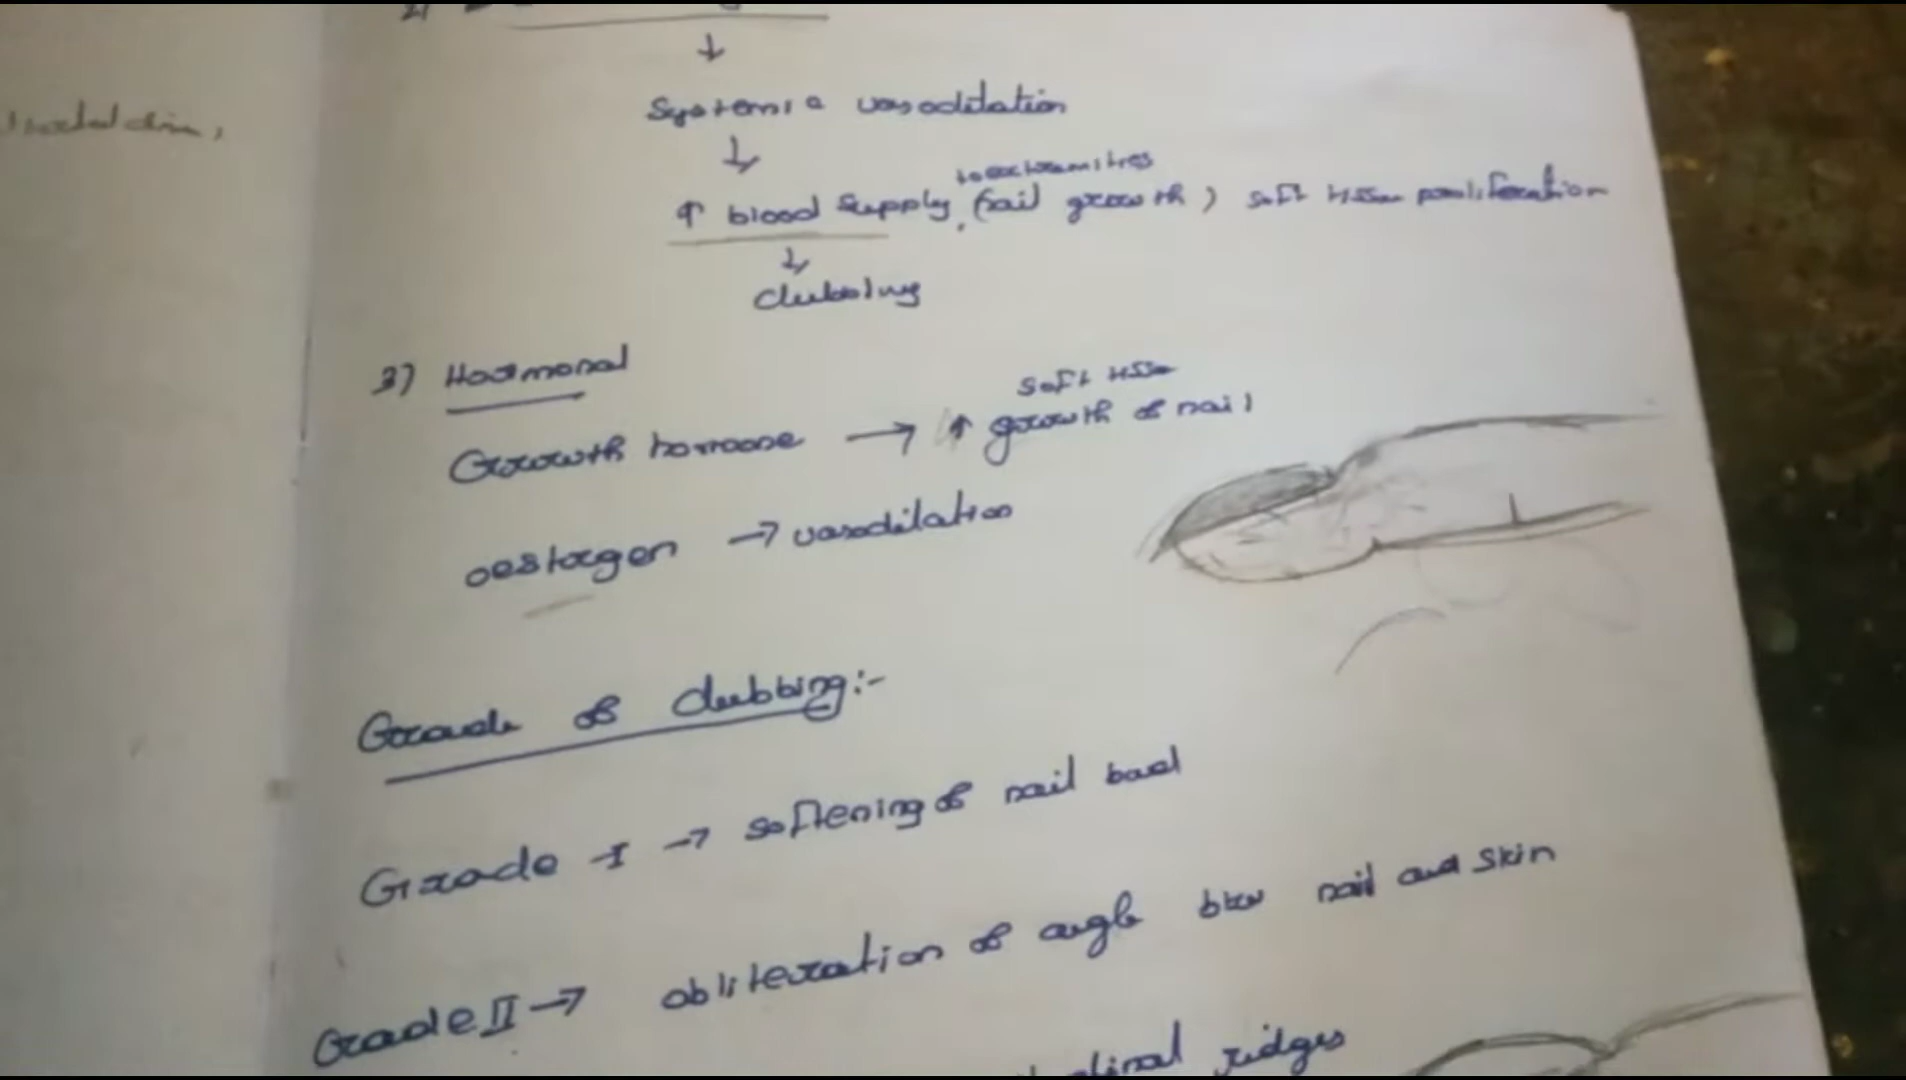 ↓
Systemic vasodilation
↓
to extremities
↑ blood supply, (nail growth) soft tissue proliferation
↓
clubbing
3) Hormonal
soft tissue
Growth hormone → ↑ growth of nail
oestrogen → vasodilation
Grade of clubbing:-
Grade - I → softening of nail bed
Grade II → obliteration of angle btw nail and skin
ridges